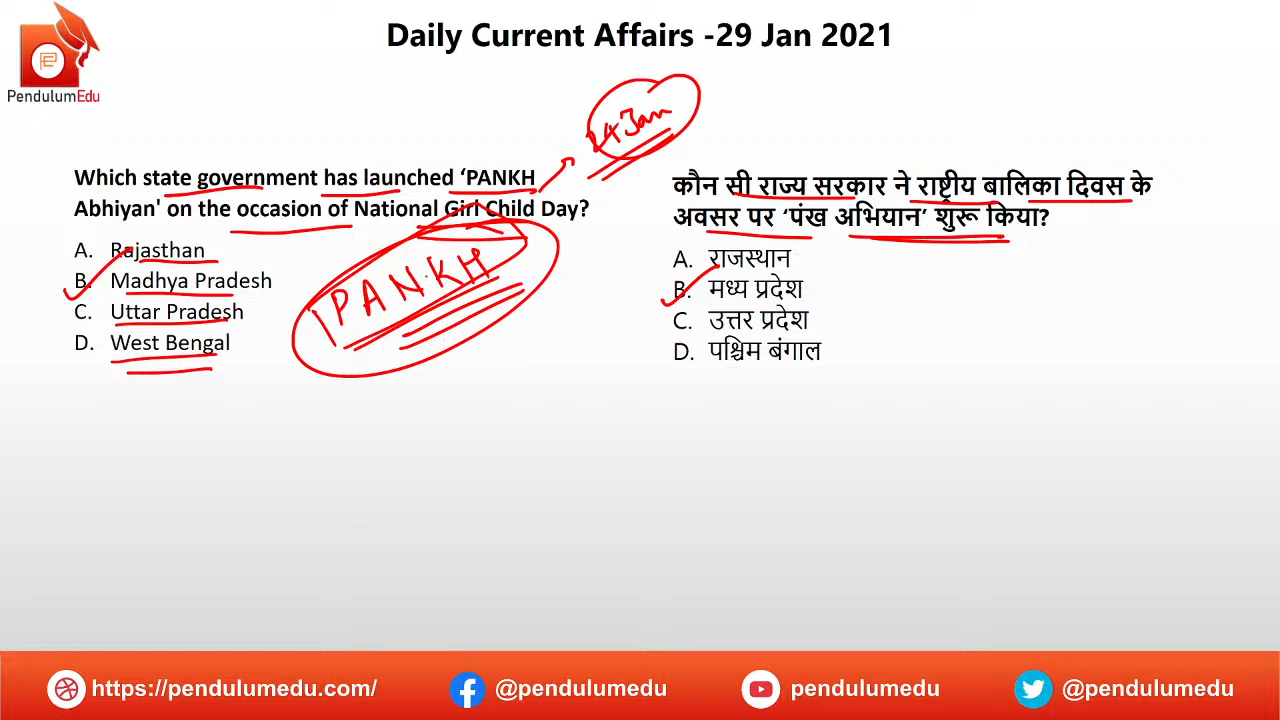 Daily Current Affairs -29 Jan 2021
PendulumEdu
24 Jan
Which state government has launched ‘PANKH
Abhiyan' on the occasion of National Girl Child Day?
A. Rajasthan
B. Madhya Pradesh
C. Uttar Pradesh
D. West Bengal
PANKH
कौन सी राज्य सरकार ने राष्ट्रीय बालिका दिवस के
अवसर पर ‘पंख अभियान’ शुरू किया?
A. राजस्थान
B. मध्य प्रदेश
C. उत्तर प्रदेश
D. पश्चिम बंगाल
https://pendulumedu.com/
@pendulumedu
pendulumedu
@pendulumedu